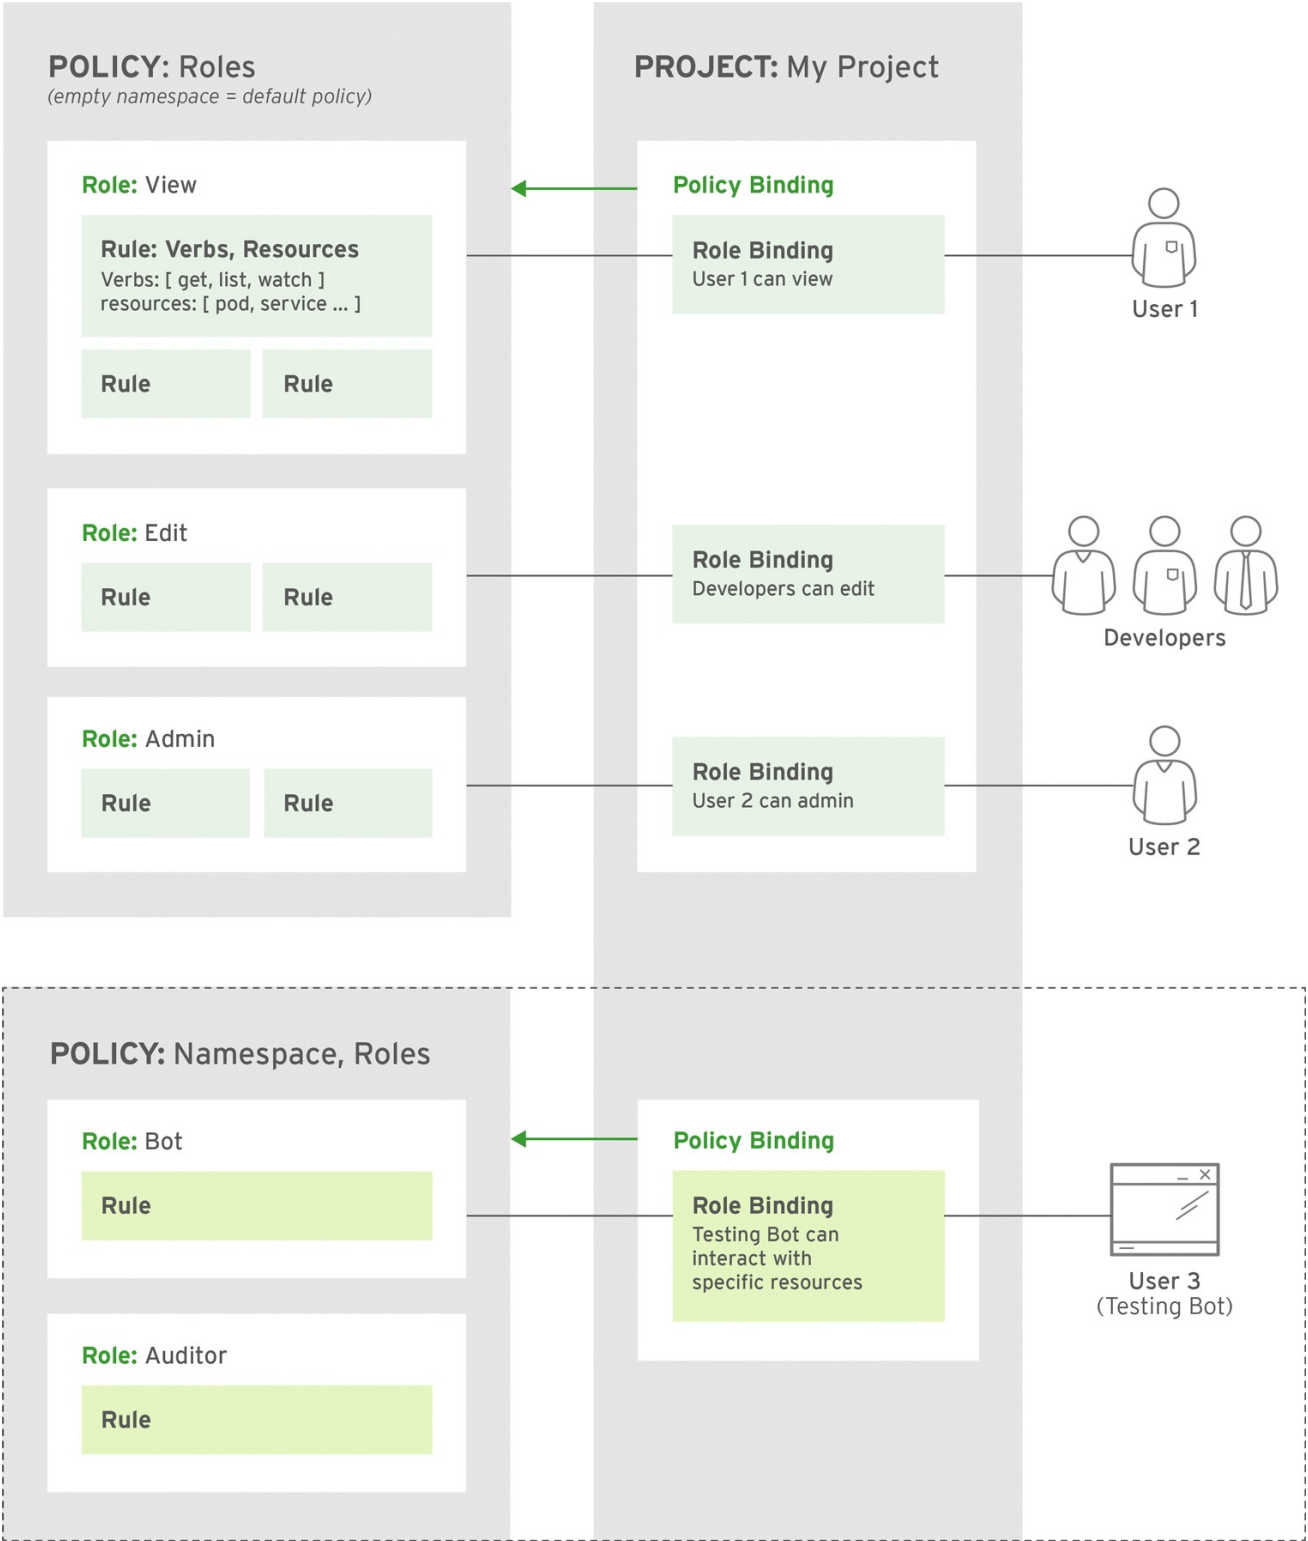 POLICY: Roles
(empty namespace = default policy)
Role: View
Rule: Verbs, Resources
Verbs: [ get, list, watch ]
resources: [ pod, service ... ]
Rule
Rule
Role: Edit
Rule
Rule
Role: Admin
Rule
Rule
PROJECT: My Project
Policy Binding
Role Binding
User 1 can view
Role Binding
Developers can edit
Role Binding
User 2 can admin
User 1
Developers
User 2
POLICY: Namespace, Roles
Role: Bot
Rule
Role: Auditor
Rule
Policy Binding
Role Binding
Testing Bot can
interact with
specific resources
User 3
(Testing Bot)